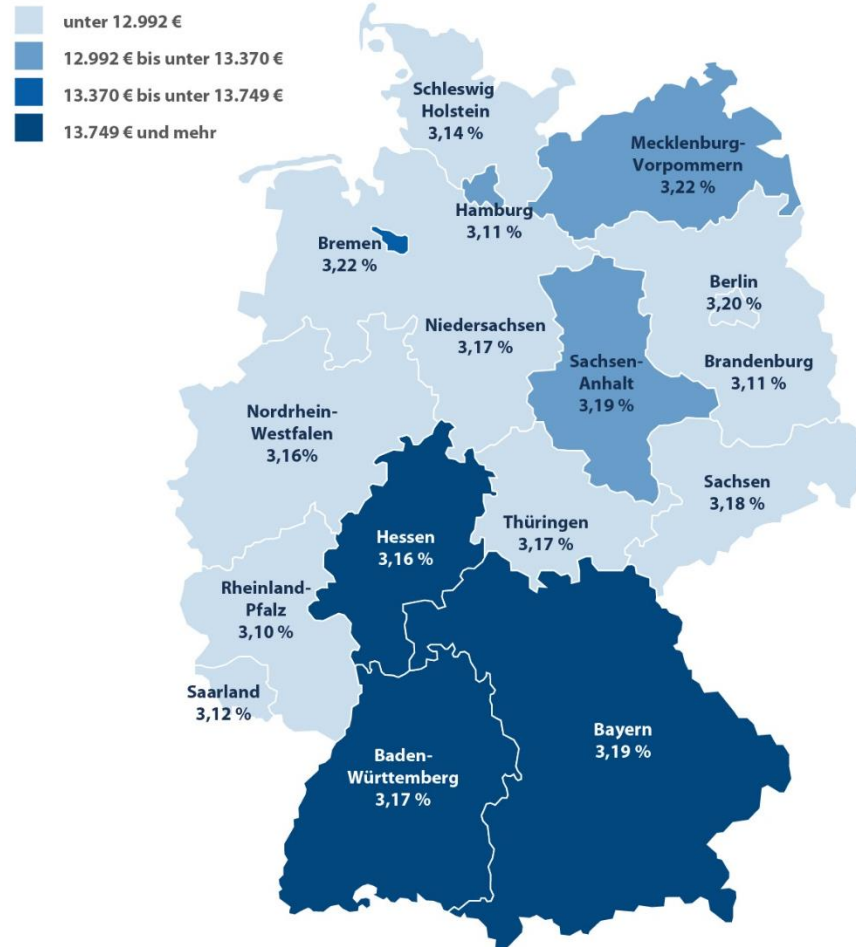 unter 12.992 €
12.992 € bis unter 13.370 €
13.370 € bis unter 13.749 €
13.749 € und mehr
Schleswig
Holstein
3,14 %
Mecklenburg-
Vorpommern
3,22 %
Hamburg
3,11 %
Bremen
3,22 %
Berlin
3,20 %
Niedersachsen
3,17 %
Sachsen-
Anhalt
3,19 %
Brandenburg
3,11 %
Nordrhein-
Westfalen
3,16%
Sachsen
3,18 %
Thüringen
3,17 %
Hessen
3,16 %
Rheinland-
Pfalz
3,10 %
Saarland
3,12 %
Bayern
3,19 %
Baden-
Württemberg
3,17 %